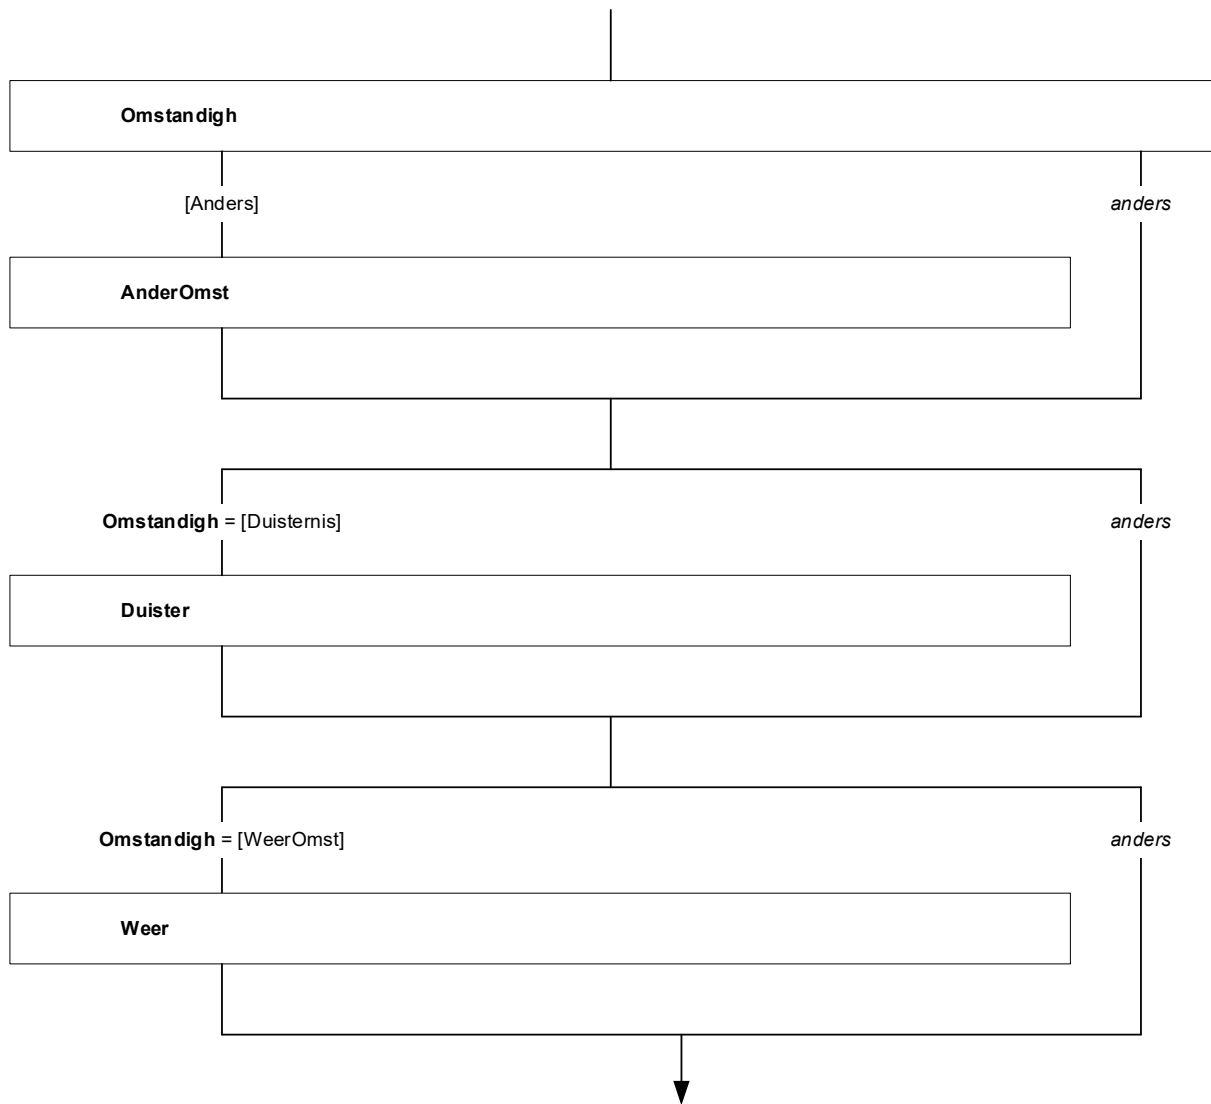 Omstandigh
[Anders] anders
AnderOmst
Omstandigh = [Duisternis] anders
Duister
Omstandigh = [WeerOmst] anders
Weer